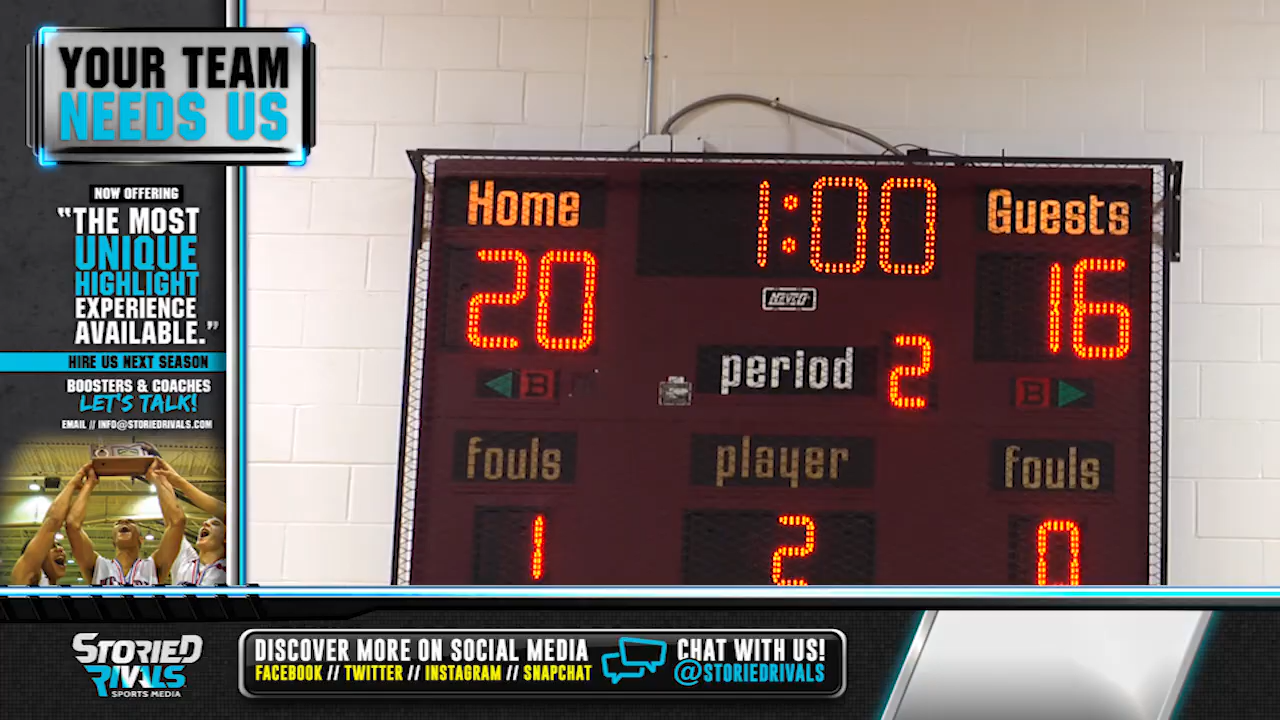 YOUR TEAM
NEEDS US
NOW OFFERING
"THE MOST
UNIQUE
HIGHLIGHT
EXPERIENCE
AVAILABLE."
HIRE US NEXT SEASON
BOOSTERS & COACHES
LET'S TALK!
EMAIL // INFO@STORIEDRIVALS.COM
Home 1:00 Guests
20 16
NEVCO
period 2
B B
fouls player fouls
1 2 0
STORIED
RIVALS
SPORTS MEDIA
DISCOVER MORE ON SOCIAL MEDIA
FACEBOOK // TWITTER // INSTAGRAM // SNAPCHAT
CHAT WITH US!
@STORIEDRIVALS